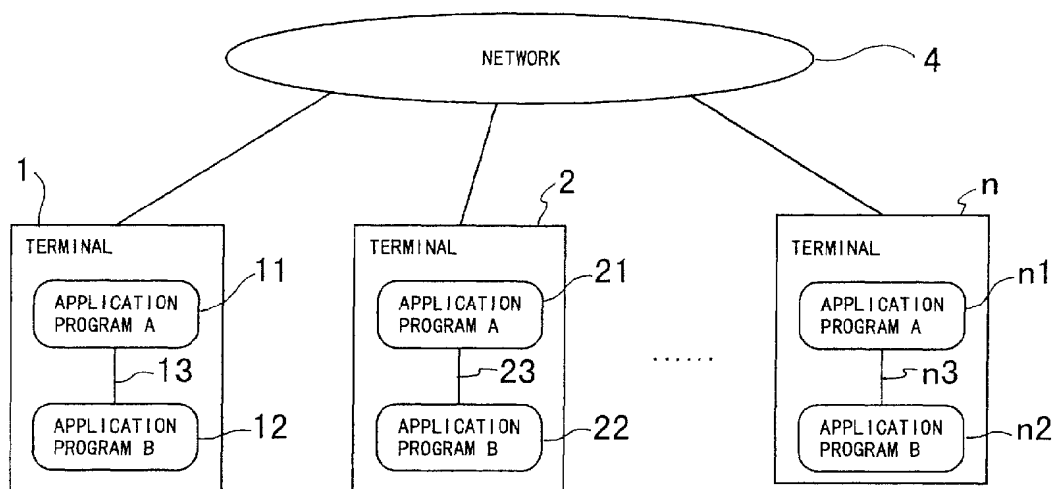 NETWORK
4
1
2
n
TERMINAL
TERMINAL
TERMINAL
11
21
n1
APPLICATION
PROGRAM A
APPLICATION
PROGRAM A
APPLICATION
PROGRAM A
13
23
......
n3
12
22
n2
APPLICATION
PROGRAM B
APPLICATION
PROGRAM B
APPLICATION
PROGRAM B